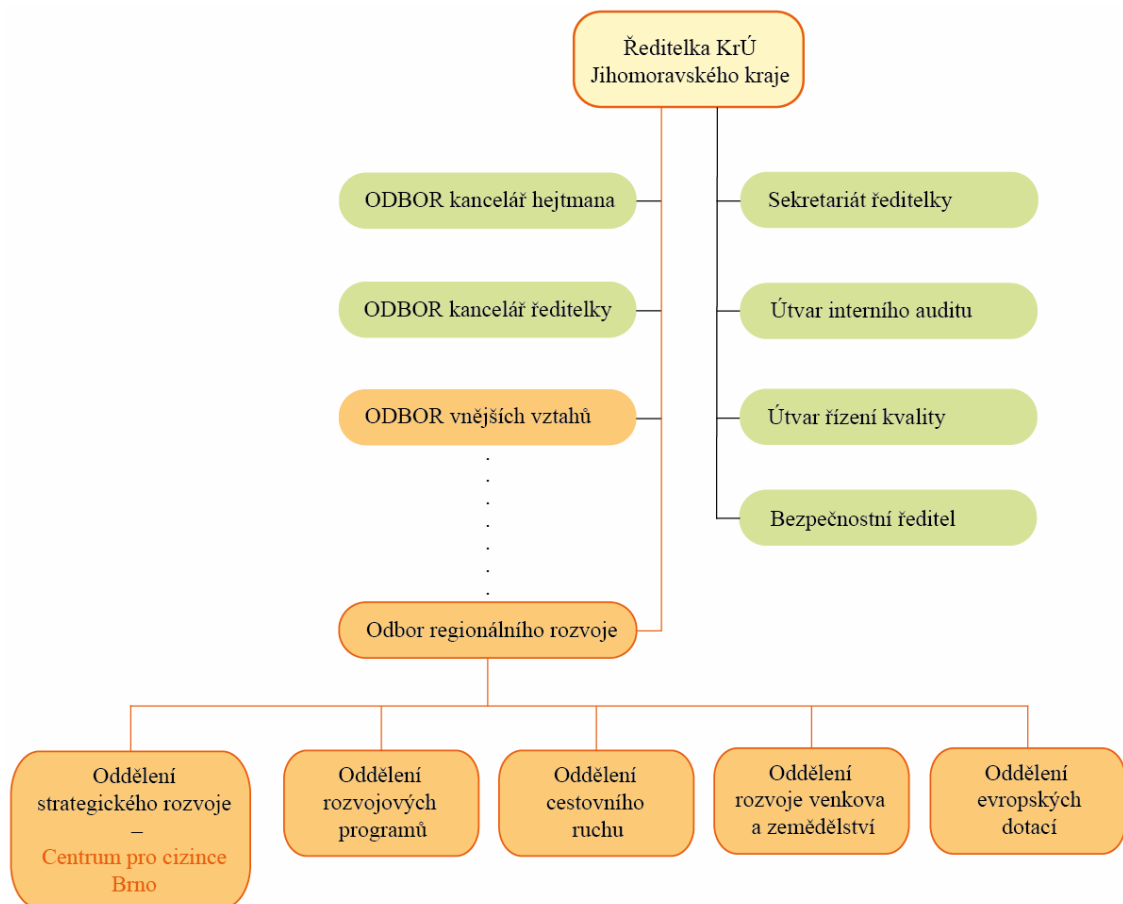 Ředitelka KrÚ
Jihomoravského kraje
ODBOR kancelář hejtmana
Sekretariát ředitelky
ODBOR kancelář ředitelky
Útvar interního auditu
ODBOR vnějších vztahů
Útvar řízení kvality
Bezpečnostní ředitel
Odbor regionálního rozvoje
Oddělení
strategického rozvoje
–
Centrum pro cizince
Brno
Oddělení
rozvojových
programů
Oddělení
cestovního
ruchu
Oddělení
rozvoje venkova
a zemědělství
Oddělení
evropských
dotací